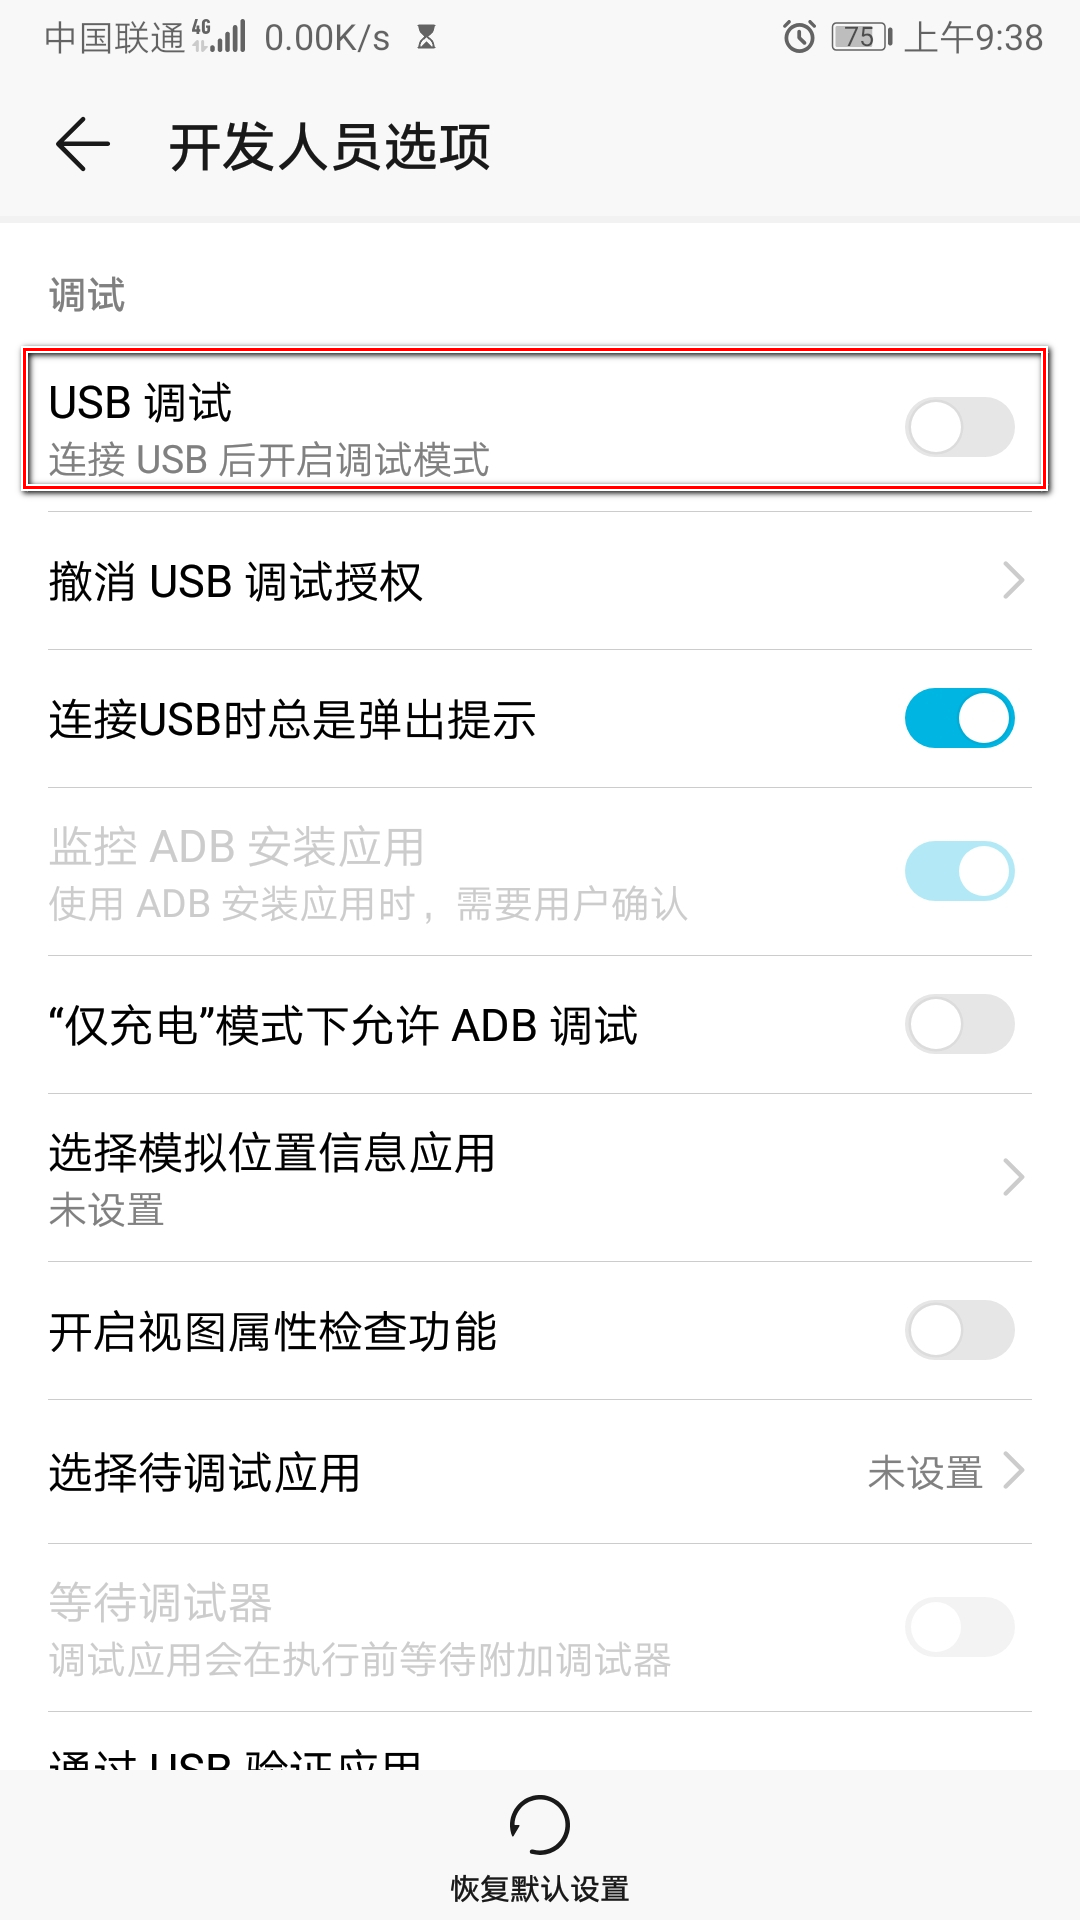 中国联通 4G 0.00K/s 75 上午9:38
开发人员选项
调试
USB 调试
连接 USB 后开启调试模式
撤消 USB 调试授权
连接USB时总是弹出提示
监控 ADB 安装应用
使用 ADB 安装应用时，需要用户确认
“仅充电”模式下允许 ADB 调试
选择模拟位置信息应用
未设置
开启视图属性检查功能
选择待调试应用 未设置
等待调试器
调试应用会在执行前等待附加调试器
通过 USB 验证应用
恢复默认设置